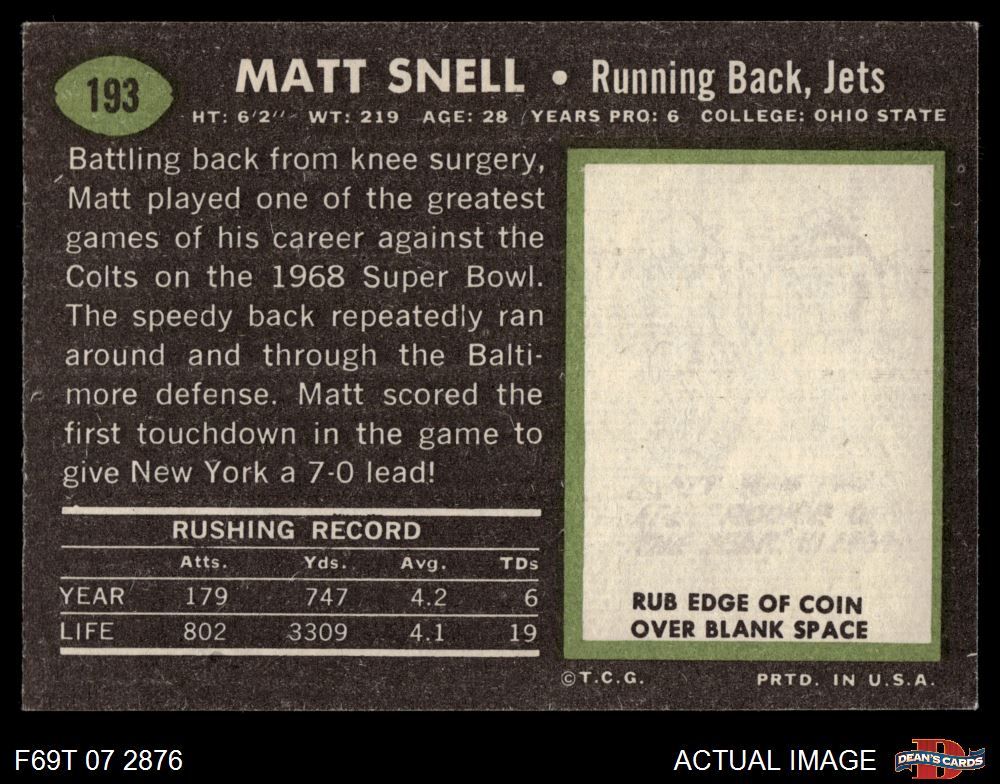 193
MATT SNELL • Running Back, Jets
HT: 6'2" WT: 219 AGE: 28 YEARS PRO: 6 COLLEGE: OHIO STATE
Battling back from knee surgery,
Matt played one of the greatest
games of his career against the
Colts on the 1968 Super Bowl.
The speedy back repeatedly ran
around and through the Balti-
more defense. Matt scored the
first touchdown in the game to
give New York a 7-0 lead!
RUSHING RECORD
Atts. Yds. Avg. TDs
YEAR 179 747 4.2 6
LIFE 802 3309 4.1 19
RUB EDGE OF COIN
OVER BLANK SPACE
©T.C.G. PRTD. IN U.S.A.
F69T 07 2876
ACTUAL IMAGE
DEAN'S CARDS